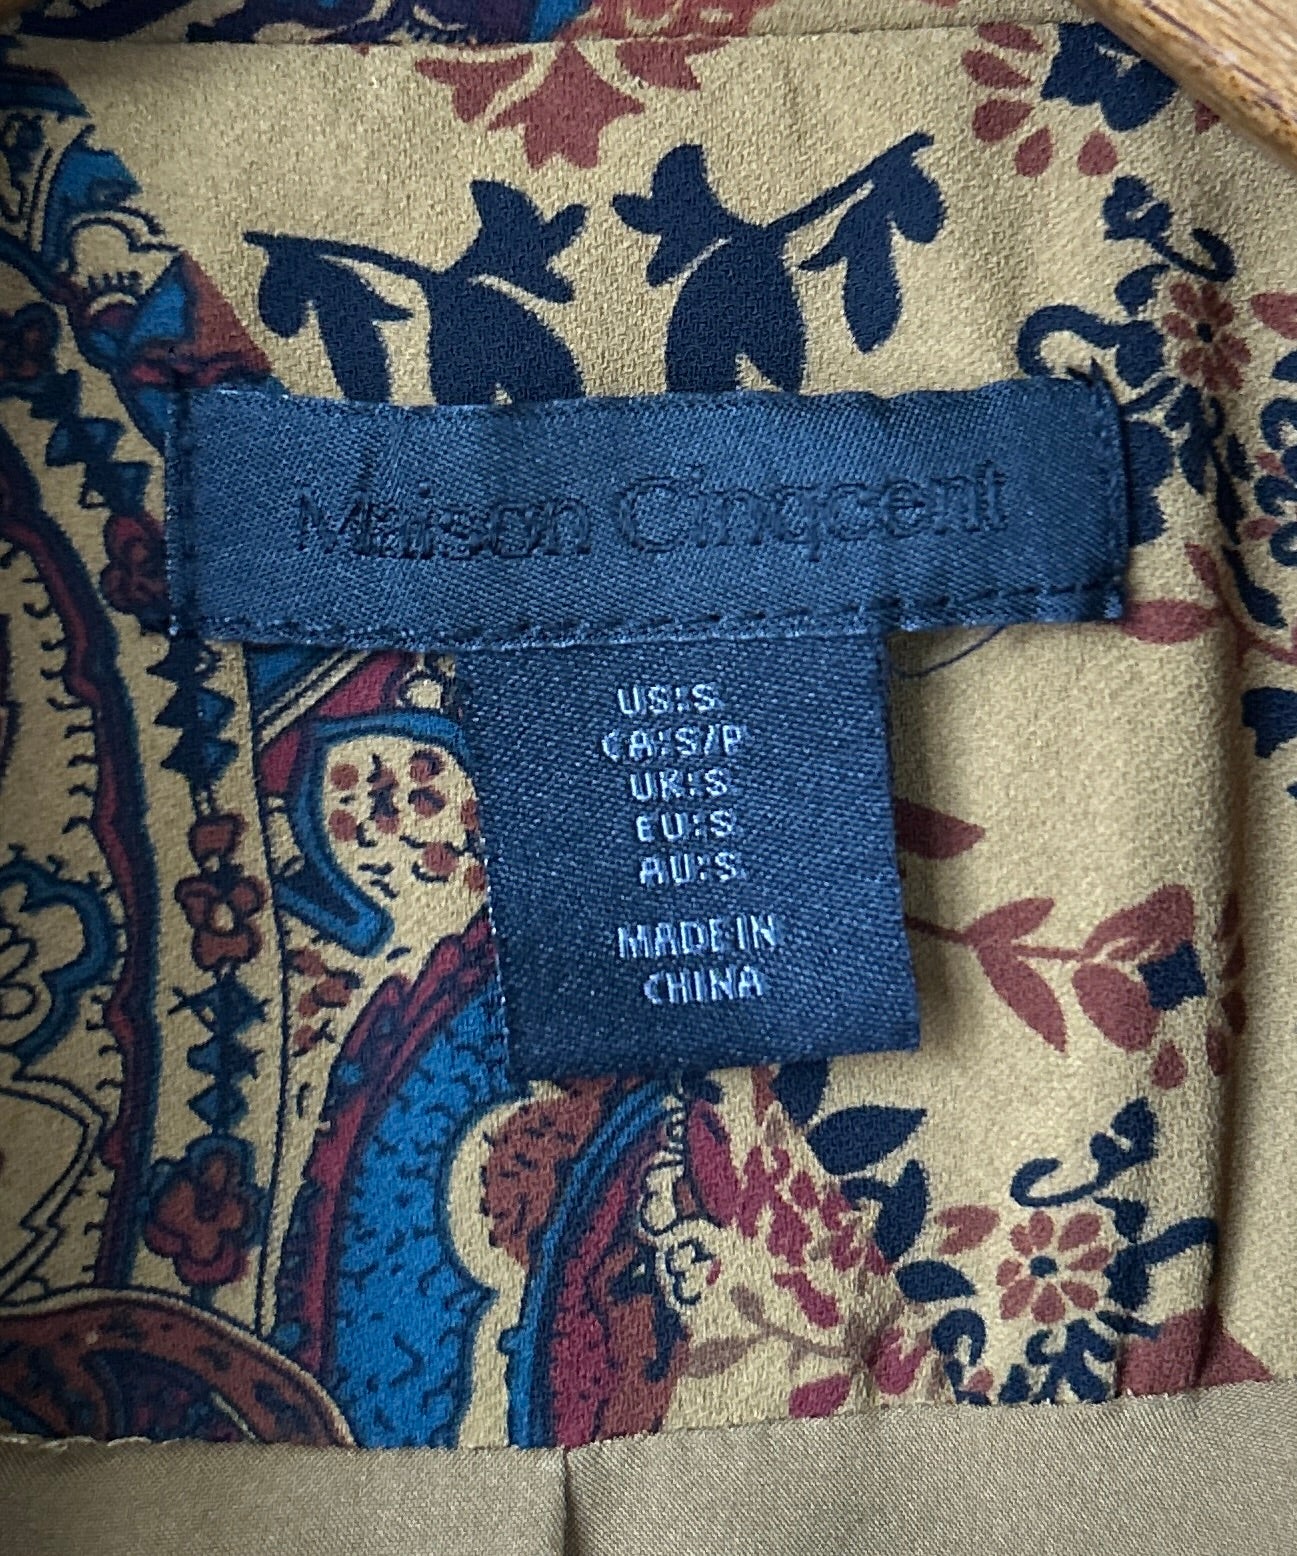 Maison Cinqcent
US:S
CA:S/P
UK:S
EU:S
AU:S
MADE IN
CHINA